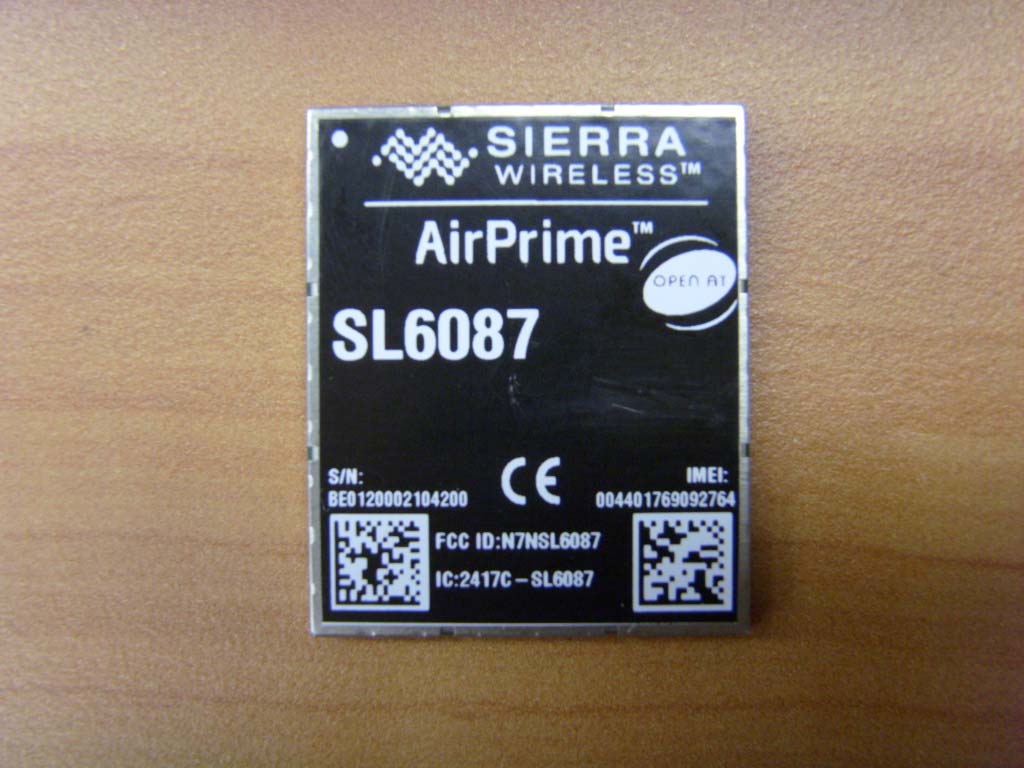 SIERRA
WIRELESS™
AirPrime™
OPEN AT
SL6087
CE
S/N:
BE0120002104200
IMEI:
004401769092764
FCC ID:N7NSL6087
IC:2417C-SL6087